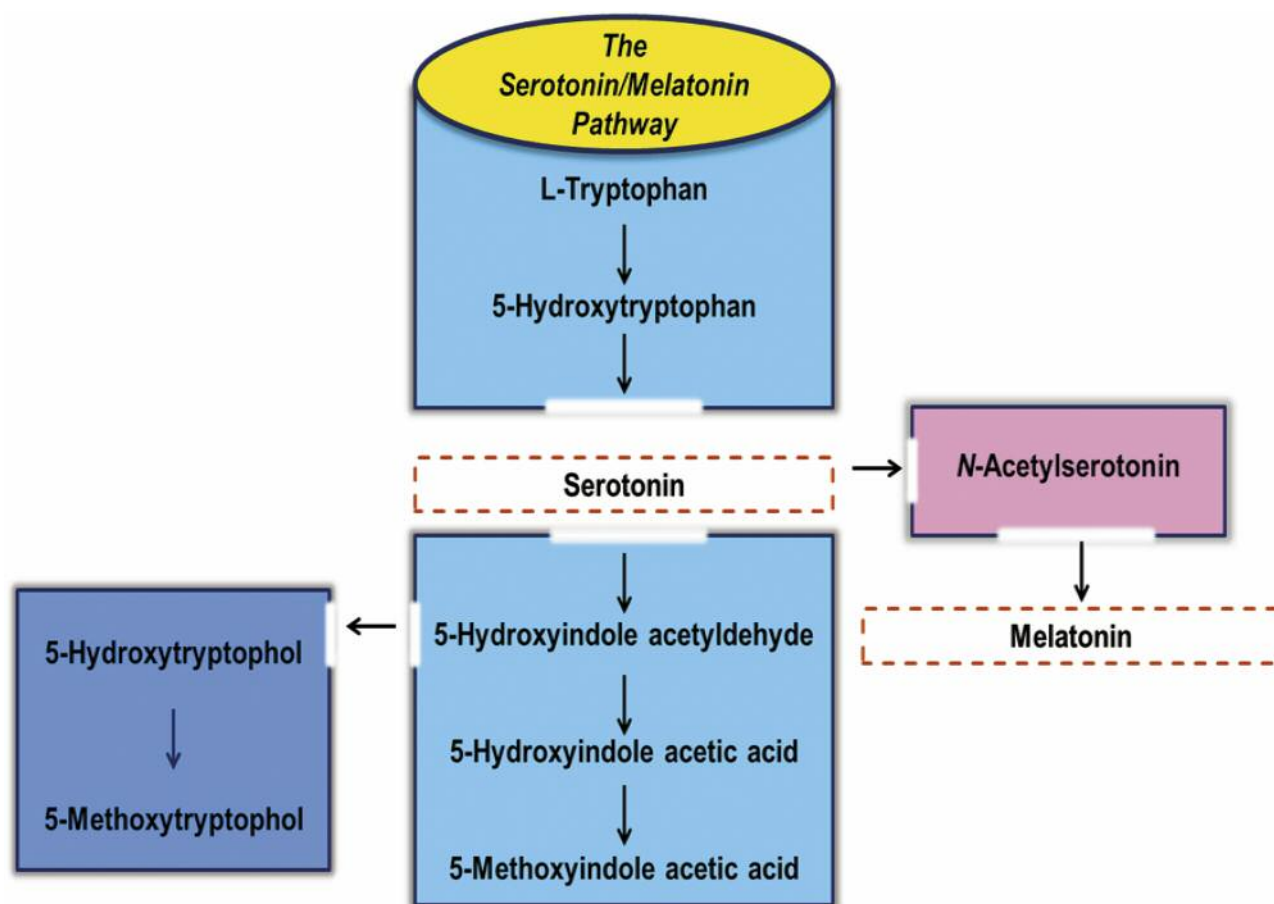 The
Serotonin/Melatonin
Pathway
L-Tryptophan
5-Hydroxytryptophan
Serotonin
N-Acetylserotonin
Melatonin
5-Hydroxyindole acetyldehyde
5-Hydroxyindole acetic acid
5-Methoxyindole acetic acid
5-Hydroxytryptophol
5-Methoxytryptophol